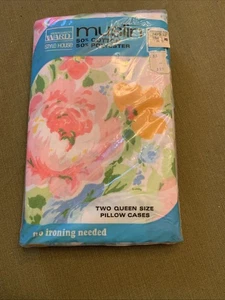 muslin
50% COTTON
50% POLYESTER
TWO QUEEN SIZE
PILLOW CASES
no ironing needed